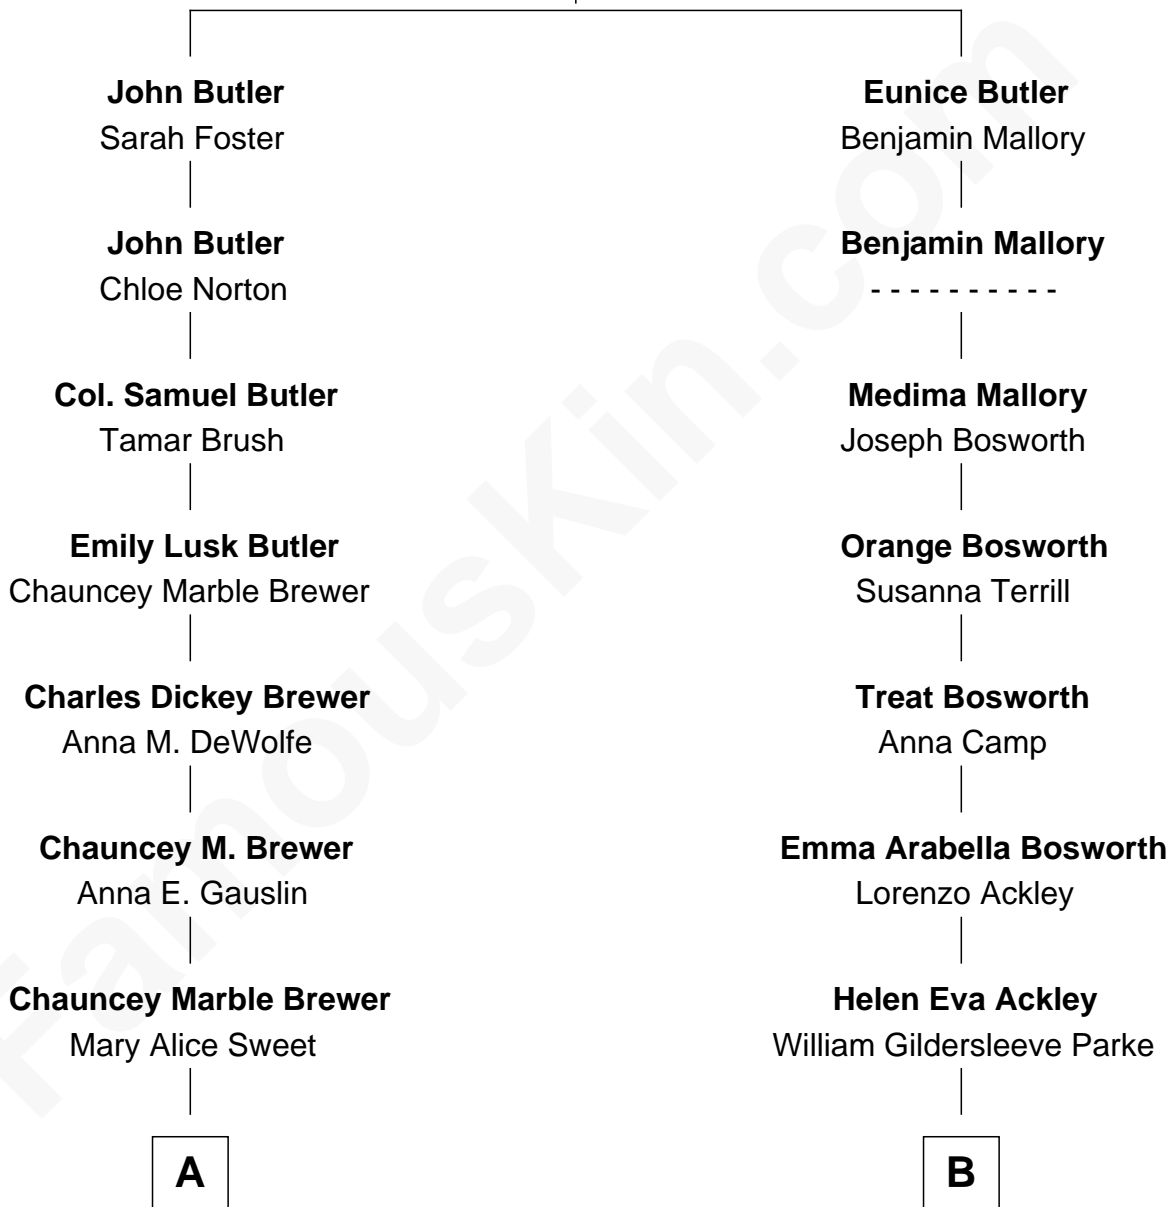 John Butler
Sarah Foster
Eunice Butler
Benjamin Mallory
John Butler
Chloe Norton
Benjamin Mallory
- - - - - - - - - -
Col. Samuel Butler
Tamar Brush
Medima Mallory
Joseph Bosworth
Emily Lusk Butler
Chauncey Marble Brewer
Orange Bosworth
Susanna Terrill
Charles Dickey Brewer
Anna M. DeWolfe
Treat Bosworth
Anna Camp
Chauncey M. Brewer
Anna E. Gauslin
Emma Arabella Bosworth
Lorenzo Ackley
Chauncey Marble Brewer
Mary Alice Sweet
Helen Eva Ackley
William Gildersleeve Parke
A
B
FamousKin.com